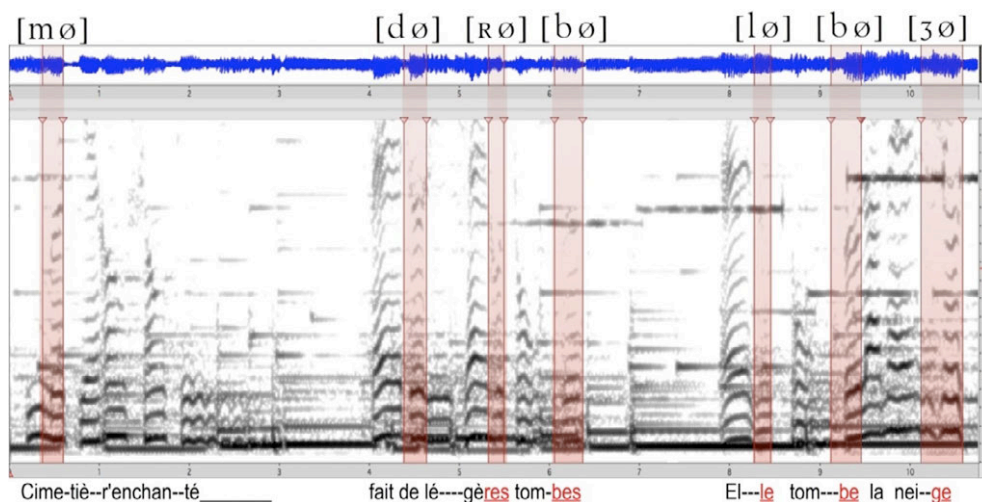 [mø] [dø] [ʀø] [bø] [lø] [bø] [ʒø]
1 2 3 4 5 6 7 8 9 10
1 2 3 4 5 6 7 8 9 10
Cime-tiè--r'enchan--té________ fait de lé----gères tom-bes El---le tom---be la nei--ge